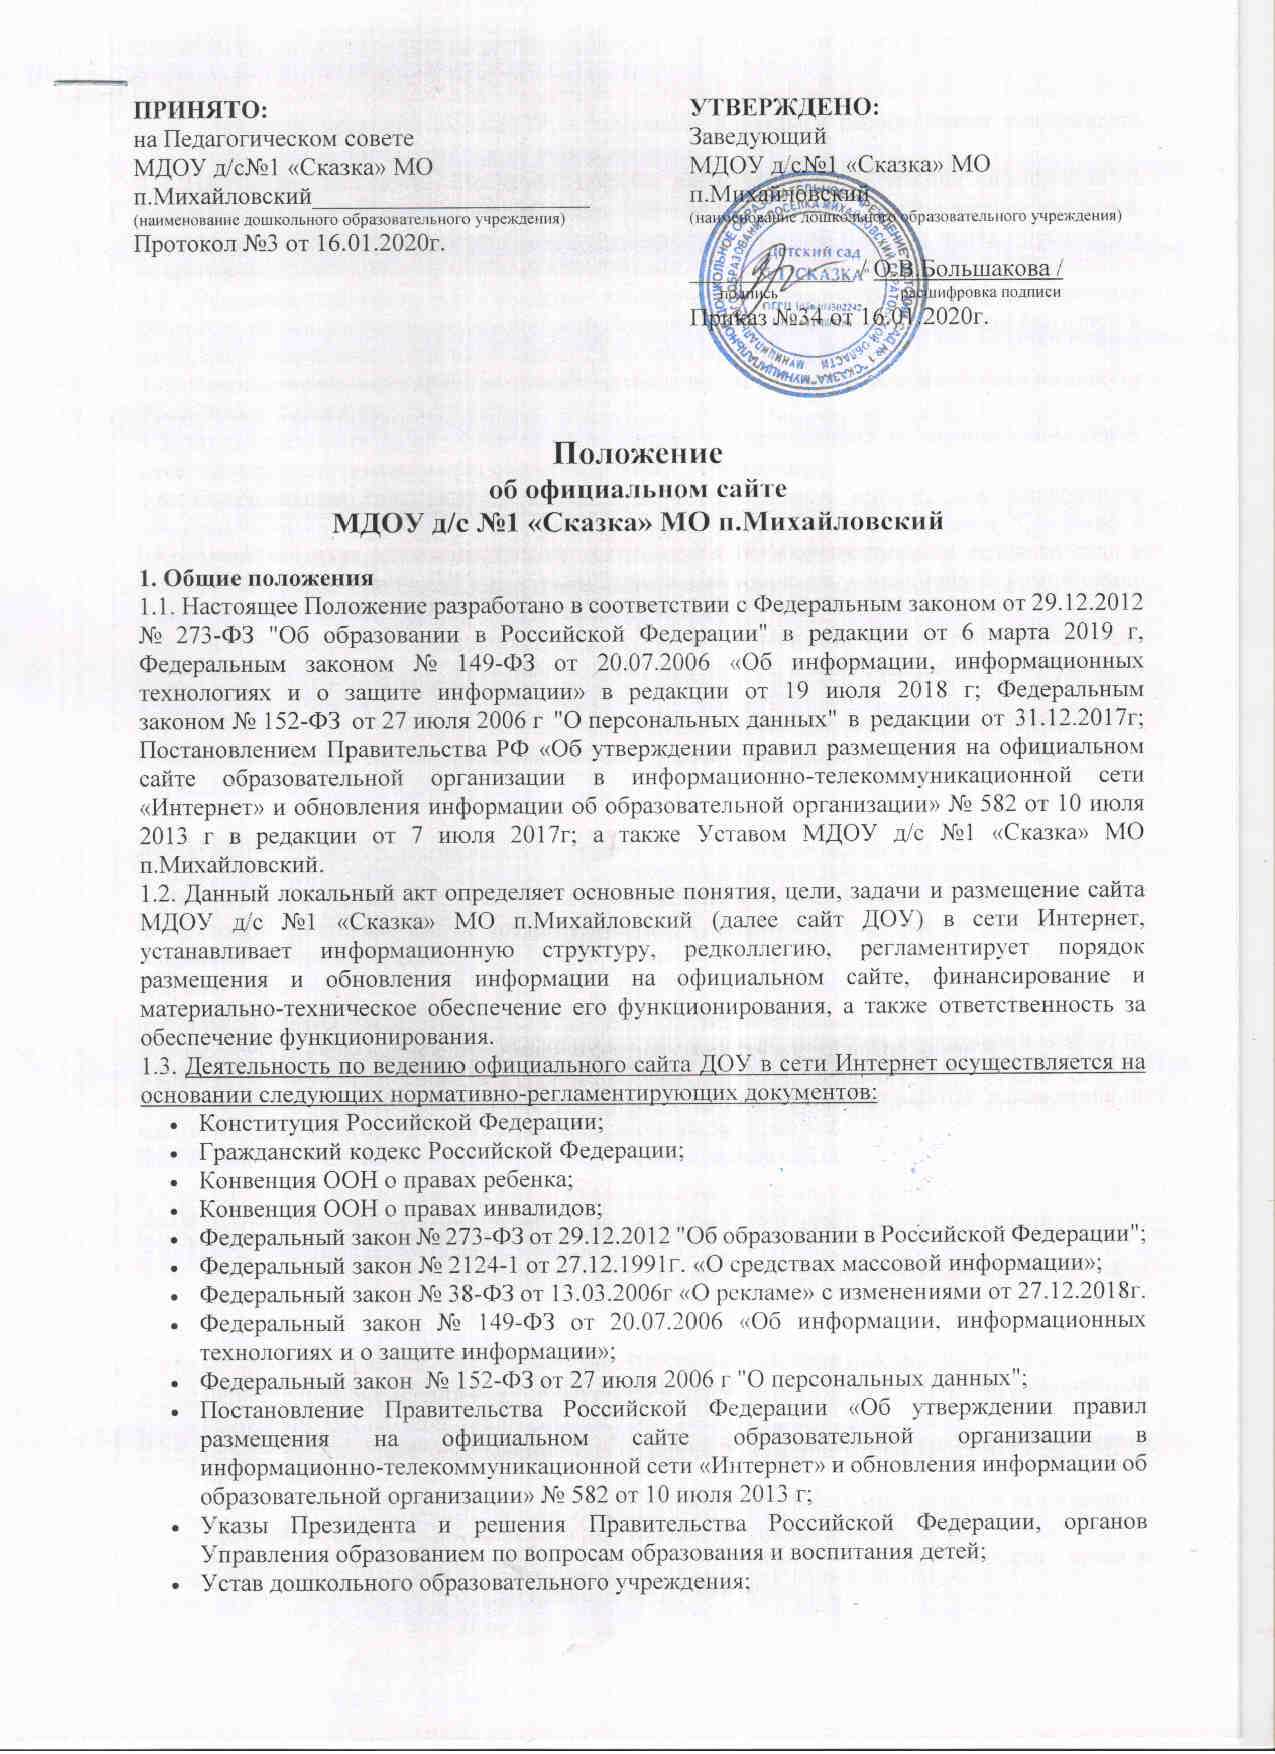 ПРИНЯТО:
на Педагогическом совете
МДОУ д/с№1 «Сказка» МО
п.Михайловский
(наименование дошкольного образовательного учреждения)
Протокол №3 от 16.01.2020г.
УТВЕРЖДЕНО:
Заведующий
МДОУ д/с№1 «Сказка» МО
п.Михайловский
(наименование дошкольного образовательного учреждения)
/ О.В.Большакова /
подпись расшифровка подписи
Приказ №34 от 16.01.2020г.
Детский сад
"СКАЗКА"
Положение
об официальном сайте
МДОУ д/с №1 «Сказка» МО п.Михайловский
1. Общие положения
1.1. Настоящее Положение разработано в соответствии с Федеральным законом от 29.12.2012
№ 273-ФЗ "Об образовании в Российской Федерации" в редакции от 6 марта 2019 г,
Федеральным законом № 149-ФЗ от 20.07.2006 «Об информации, информационных
технологиях и о защите информации» в редакции от 19 июля 2018 г; Федеральным
законом № 152-ФЗ от 27 июля 2006 г "О персональных данных" в редакции от 31.12.2017г;
Постановлением Правительства РФ «Об утверждении правил размещения на официальном
сайте образовательной организации в информационно-телекоммуникационной сети
«Интернет» и обновления информации об образовательной организации» № 582 от 10 июля
2013 г в редакции от 7 июля 2017г; а также Уставом МДОУ д/с №1 «Сказка» МО
п.Михайловский.
1.2. Данный локальный акт определяет основные понятия, цели, задачи и размещение сайта
МДОУ д/с №1 «Сказка» МО п.Михайловский (далее сайт ДОУ) в сети Интернет,
устанавливает информационную структуру, редколлегию, регламентирует порядок
размещения и обновления информации на официальном сайте, финансирование и
материально-техническое обеспечение его функционирования, а также ответственность за
обеспечение функционирования.
1.3. Деятельность по ведению официального сайта ДОУ в сети Интернет осуществляется на
основании следующих нормативно-регламентирующих документов:
• Конституция Российской Федерации;
• Гражданский кодекс Российской Федерации;
• Конвенция ООН о правах ребенка;
• Конвенция ООН о правах инвалидов;
• Федеральный закон № 273-ФЗ от 29.12.2012 "Об образовании в Российской Федерации";
• Федеральный закон № 2124-1 от 27.12.1991г. «О средствах массовой информации»;
• Федеральный закон № 38-ФЗ от 13.03.2006г «О рекламе» с изменениями от 27.12.2018г.
• Федеральный закон № 149-ФЗ от 20.07.2006 «Об информации, информационных
технологиях и о защите информации»;
• Федеральный закон № 152-ФЗ от 27 июля 2006 г "О персональных данных";
• Постановление Правительства Российской Федерации «Об утверждении правил
размещения на официальном сайте образовательной организации в
информационно-телекоммуникационной сети «Интернет» и обновления информации об
образовательной организации» № 582 от 10 июля 2013 г;
• Указы Президента и решения Правительства Российской Федерации, органов
Управления образованием по вопросам образования и воспитания детей;
• Устав дошкольного образовательного учреждения;